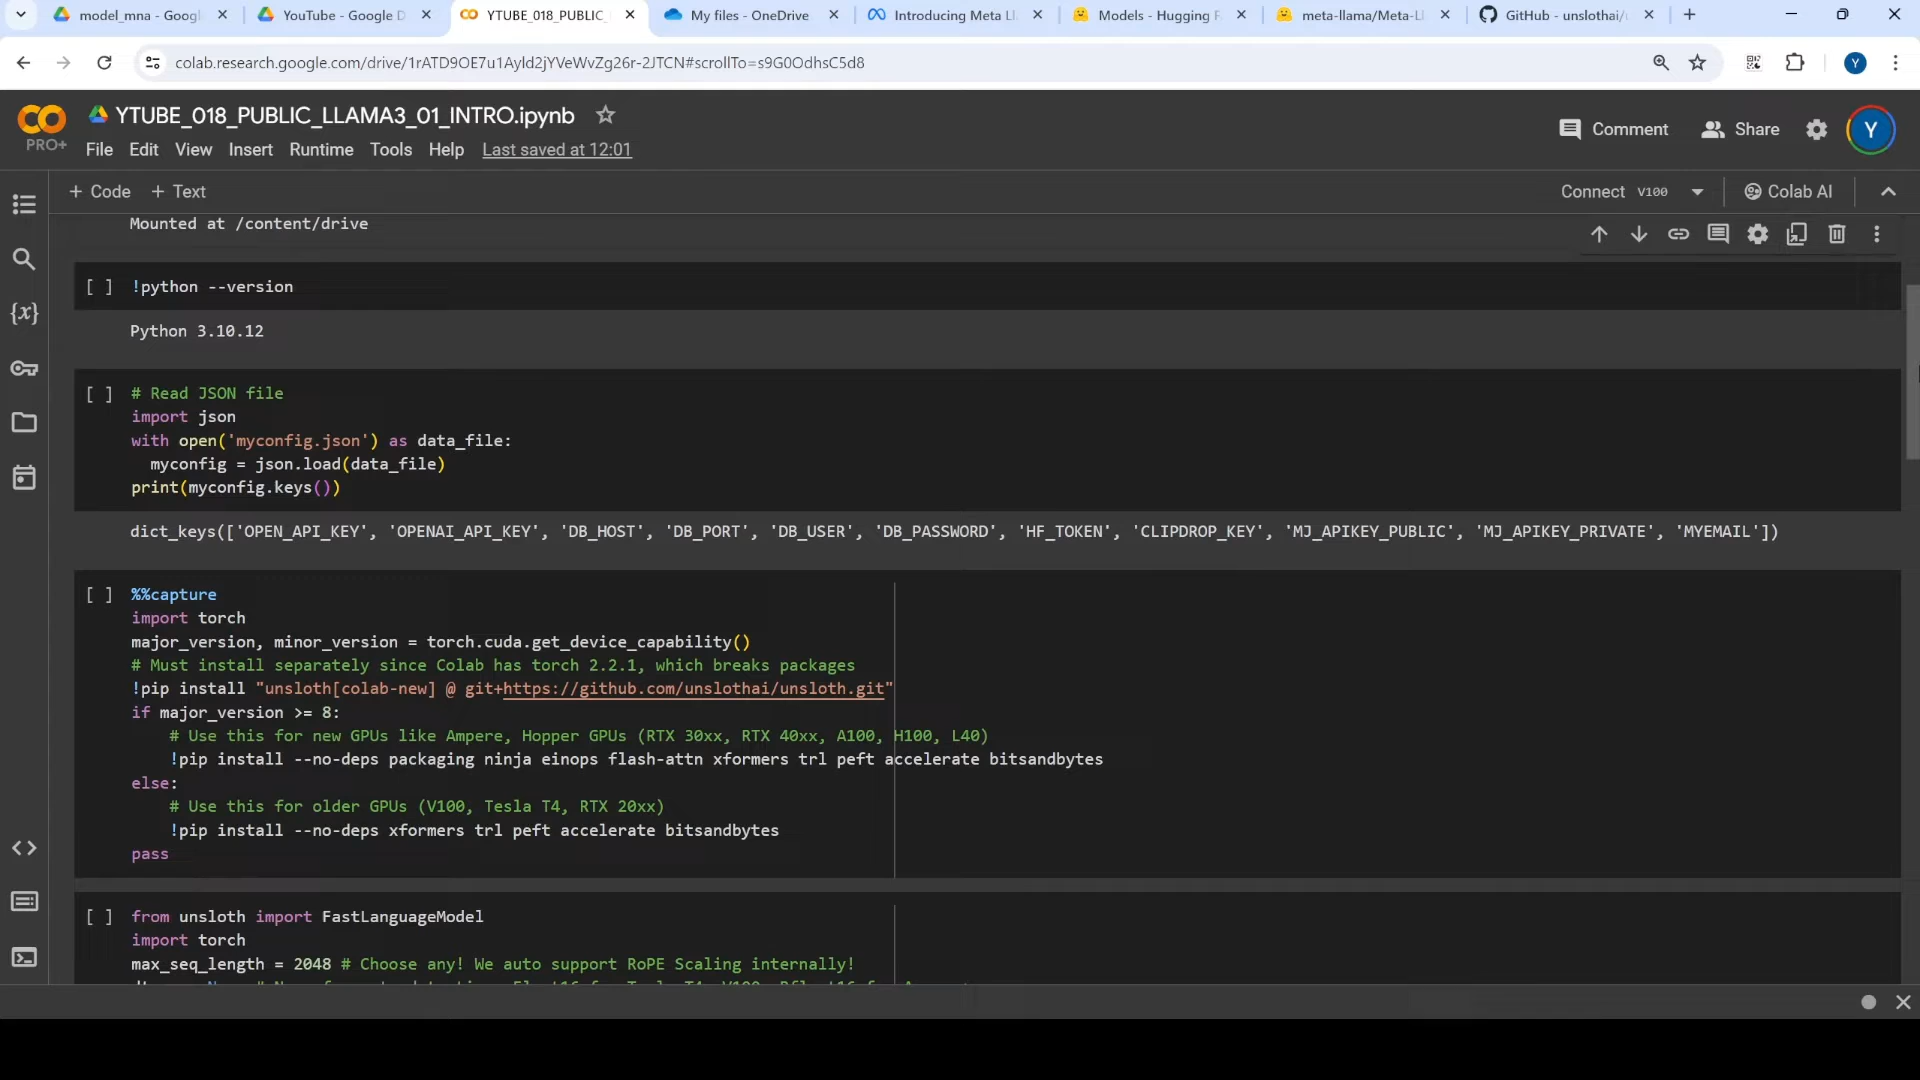 model_mna - Googl
YouTube - Google D
YTUBE_018_PUBLIC_
My files - OneDrive
Introducing Meta Ll
Models - Hugging F
meta-llama/Meta-Ll
GitHub - unslothai/
colab.research.google.com/drive/1rATD9OE7u1Ayld2jYVeWvZg26r-2JTCN#scrollTo=s9G0OdhsC5d8
Y
CO
PRO+
YTUBE_018_PUBLIC_LLAMA3_01_INTRO.ipynb
Comment
Share
Y
File Edit View Insert Runtime Tools Help Last saved at 12:01
+ Code + Text
Connect V100
Colab AI
Mounted at /content/drive
[ ] !python --version
Python 3.10.12
[ ] # Read JSON file
import json
with open('myconfig.json') as data_file:
myconfig = json.load(data_file)
print(myconfig.keys())
dict_keys(['OPEN_API_KEY', 'OPENAI_API_KEY', 'DB_HOST', 'DB_PORT', 'DB_USER', 'DB_PASSWORD', 'HF_TOKEN', 'CLIPDROP_KEY', 'MJ_APIKEY_PUBLIC', 'MJ_APIKEY_PRIVATE', 'MYEMAIL'])
[ ] %%capture
import torch
major_version, minor_version = torch.cuda.get_device_capability()
# Must install separately since Colab has torch 2.2.1, which breaks packages
!pip install "unsloth[colab-new] @ git+https://github.com/unslothai/unsloth.git"
if major_version >= 8:
# Use this for new GPUs like Ampere, Hopper GPUs (RTX 30xx, RTX 40xx, A100, H100, L40)
!pip install --no-deps packaging ninja einops flash-attn xformers trl peft accelerate bitsandbytes
else:
# Use this for older GPUs (V100, Tesla T4, RTX 20xx)
!pip install --no-deps xformers trl peft accelerate bitsandbytes
pass
[ ] from unsloth import FastLanguageModel
import torch
max_seq_length = 2048 # Choose any! We auto support RoPE Scaling internally!